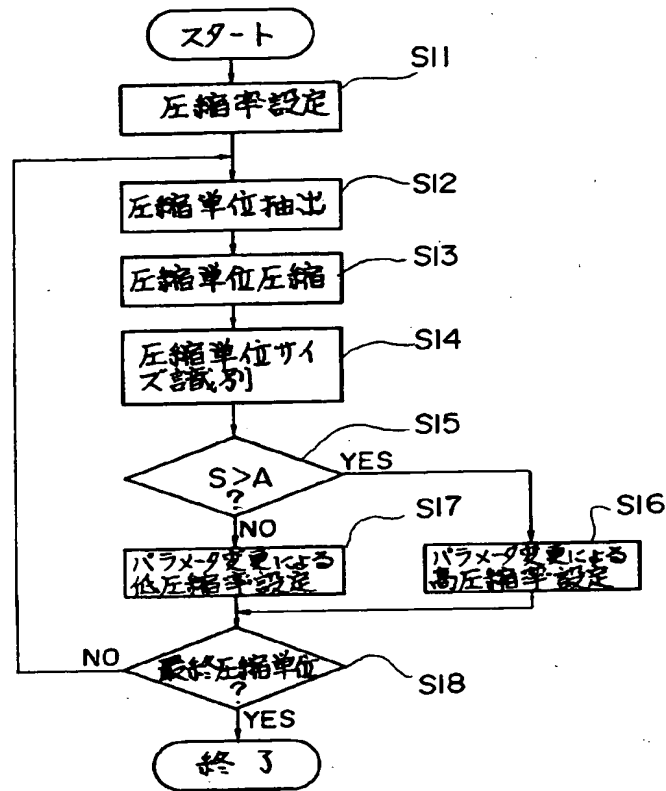 スタート
S11
圧縮率設定
S12
圧縮単位抽出
S13
圧縮単位圧縮
S14
圧縮単位サイ
ズ識別
S15
S>A
?
YES
NO
S17
パラメータ変更による
低圧縮率設定
S16
パラメータ変更による
高圧縮率設定
NO
最終圧縮単位
?
S18
YES
終了